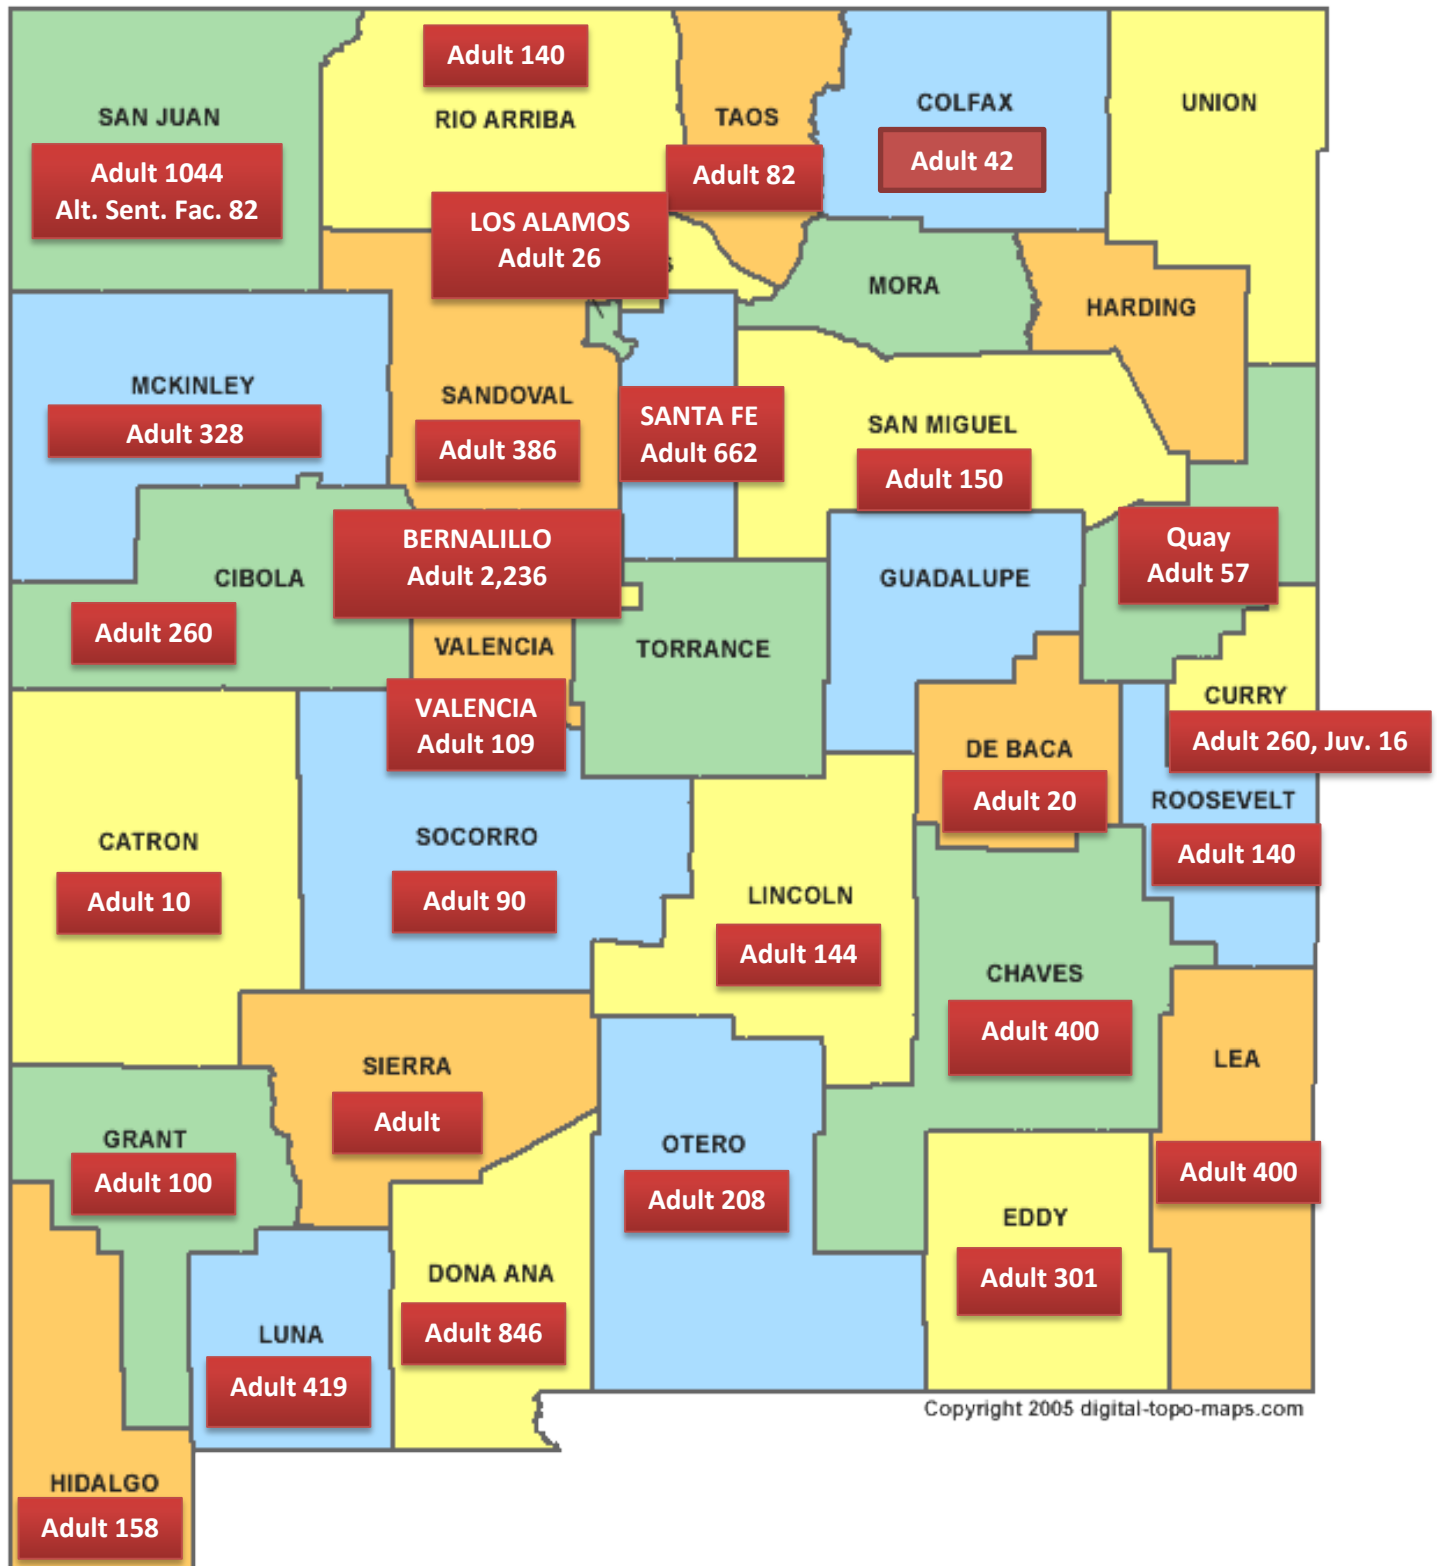 Adult 140
SAN JUAN
RIO ARRIBA
TAOS
COLFAX
UNION
Adult 1044
Alt. Sent. Fac. 82
Adult 82
Adult 42
LOS ALAMOS
Adult 26
S
MORA
HARDING
MCKINLEY
Adult 328
SANDOVAL
Adult 386
SANTA FE
Adult 662
SAN MIGUEL
Adult 150
BERNALILLO
Adult 2,236
Quay
Adult 57
CIBOLA
Adult 260
GUADALUPE
VALENCIA
TORRANCE
VALENCIA
Adult 109
CURRY
Adult 260, Juv. 16
DE BACA
Adult 20
ROOSEVELT
Adult 140
CATRON
Adult 10
SOCORRO
Adult 90
LINCOLN
Adult 144
CHAVES
Adult 400
LEA
Adult 400
SIERRA
Adult
GRANT
Adult 100
OTERO
Adult 208
EDDY
Adult 301
DONA ANA
Adult 846
LUNA
Adult 419
Copyright 2005 digital-topo-maps.com
HIDALGO
Adult 158